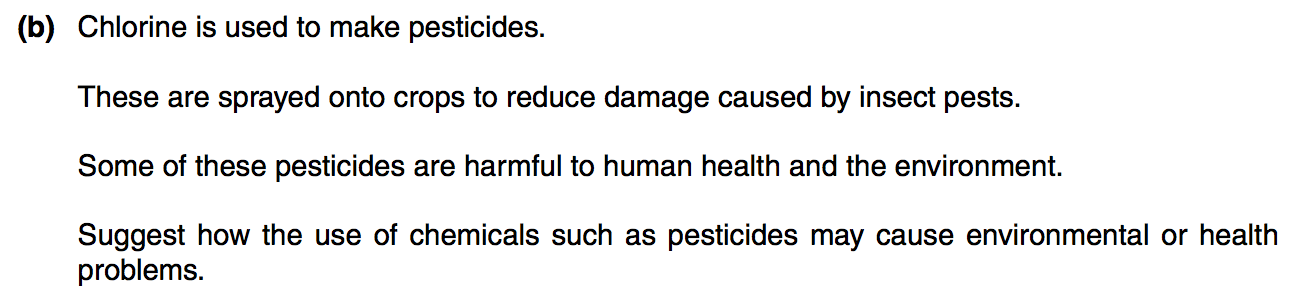 (b) Chlorine is used to make pesticides.
These are sprayed onto crops to reduce damage caused by insect pests.
Some of these pesticides are harmful to human health and the environment.
Suggest how the use of chemicals such as pesticides may cause environmental or health
problems.